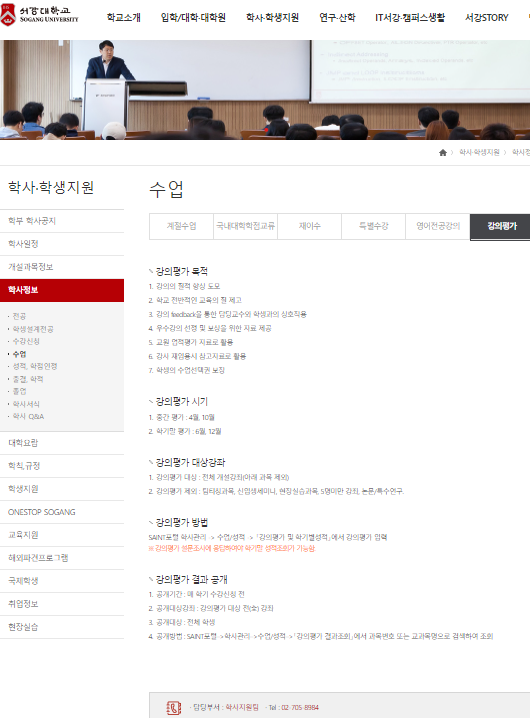 서강대학교
SOGANG UNIVERSITY
학교소개 입학/대학·대학원 학사·학생지원 연구·산학 IT서강·캠퍼스생활 서강STORY
학사·학생지원
학사·학생지원
수업
계절수업 국내대학학점교류 재이수 특별수강 영어전공강의 강의평가
학부 학사공지
학사일정
개설과목정보
학사정보
전공
학생설계전공
수강신청
수업
성적, 학점인정
졸업
학사서식
학사 Q&A
대학요람
학칙,규정
학생지원
ONESTOP SOGANG
교육지원
해외파견프로그램
국제학생
취업정보
현장실습
강의평가 목적
1. 강의의 질적 향상 도모
2. 학교 전반적인 교육의 질 제고
3. 강의 feedback을 통한 담당교수와 학생과의 상호작용
4. 우수강의 선정 및 보상을 위한 자료 제공
5. 교원 업적평가 자료로 활용
6. 강사 재임용시 참고자료로 활용
7. 학생의 수업선택권 보장
강의평가 시기
1. 중간 평가 : 4월, 10월
2. 학기말 평가 : 6월, 12월
강의평가 대상강좌
1. 강의평가 대상 : 전체 개설강좌(아래 과목 제외)
2. 강의평가 제외 : 팀티칭과목, 신입생세미나, 현장실습과목, 5명미만 강좌, 논문/특수연구.
강의평가 방법
SAINT포털 학사관리 -> 수업/성적 -> 「강의평가 및 학기별성적」에서 강의평가 입력
※ 강의평가 설문조사에 응답하여야 학기말 성적조회가 가능함.
강의평가 결과 공개
1. 공개기간 : 매 학기 수강신청 전
2. 공개대상강좌 : 강의평가 대상 전(全) 강좌
3. 공개대상 : 전체 학생
4. 공개방법 : SAINT포털->학사관리->수업/성적->「강의평가 결과조회」에서 과목번호 또는 교과목명으로 검색하여 조회
- 담당부서 : 학사지원팀 - Tel : 02-705-8984